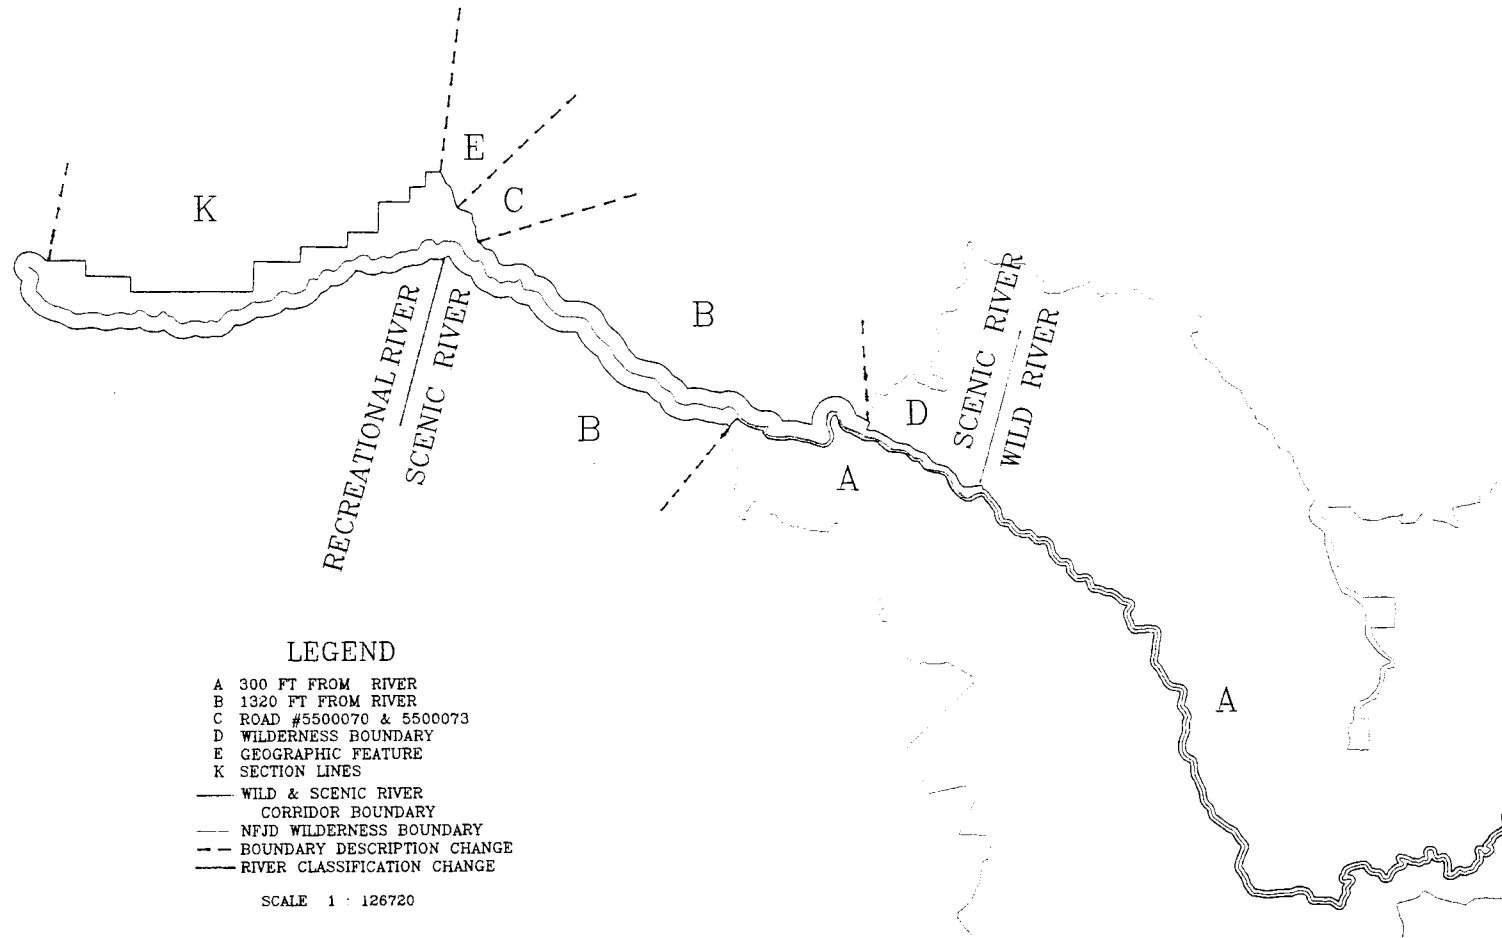 E
C
K
B
RECREATIONAL RIVER
SCENIC RIVER
B
D
SCENIC RIVER
WILD RIVER
A
A
LEGEND
A 300 FT FROM RIVER
B 1320 FT FROM RIVER
C ROAD #5500070 & 5500073
D WILDERNESS BOUNDARY
E GEOGRAPHIC FEATURE
K SECTION LINES
WILD & SCENIC RIVER
CORRIDOR BOUNDARY
NFJD WILDERNESS BOUNDARY
BOUNDARY DESCRIPTION CHANGE
RIVER CLASSIFICATION CHANGE
SCALE 1 : 126720